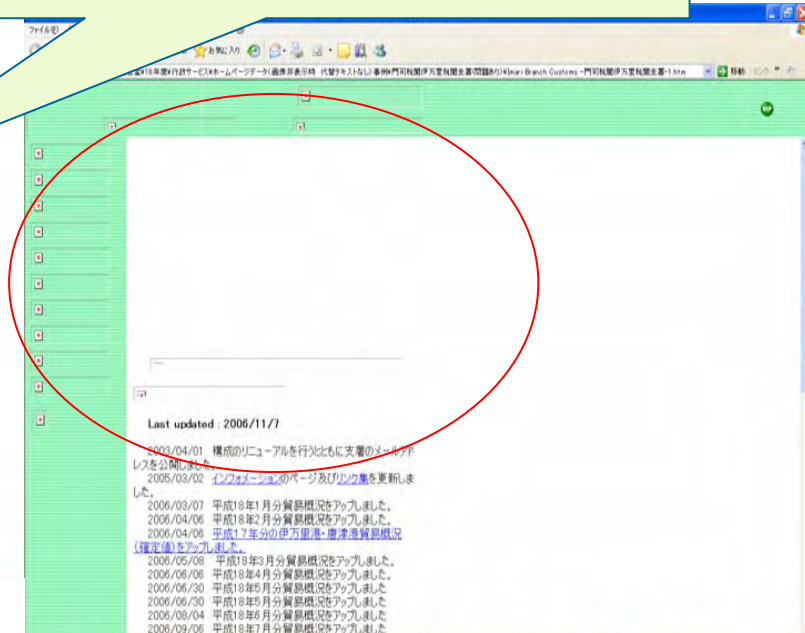 ファイル(F)
お気に入り
移動
Last updated : 2006/11/7
2003/04/01 構成のリニューアルを行うとともに支署のメールアド
レスを公開しました。
2005/03/02 インフォメーションのページ及びリンク集を更新しま
した。
2006/03/07 平成18年1月分貿易概況をアップしました。
2006/04/06 平成18年2月分貿易概況をアップしました。
2006/04/06 平成17年分の伊万里港・唐津港貿易概況
(確定値)をアップしました。
2006/05/08 平成18年3月分貿易概況をアップしました。
2006/06/06 平成18年4月分貿易概況をアップしました。
2006/06/30 平成18年5月分貿易概況をアップしました
2006/06/30 平成18年5月分貿易概況をアップしました
2006/08/04 平成18年6月分貿易概況をアップしました
2006/09/06 平成18年7月分貿易概況をアップしました